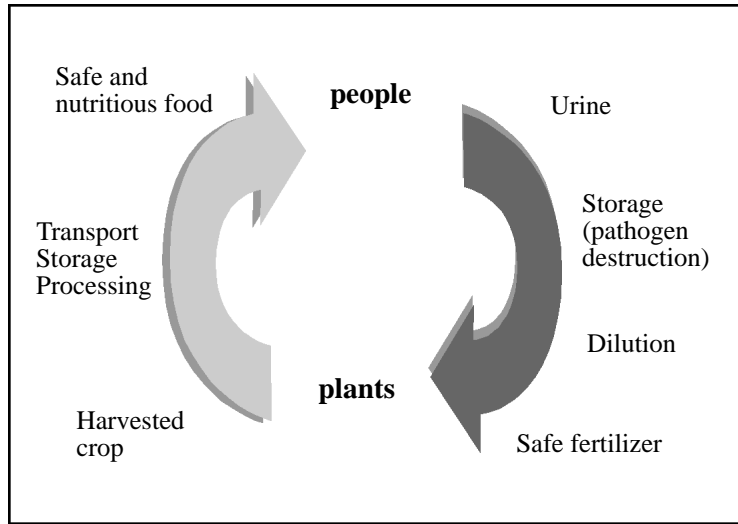 Safe and
nutritious food
people
Urine
Transport
Storage
Processing
Storage
(pathogen
destruction)
Dilution
plants
Harvested
crop
Safe fertilizer